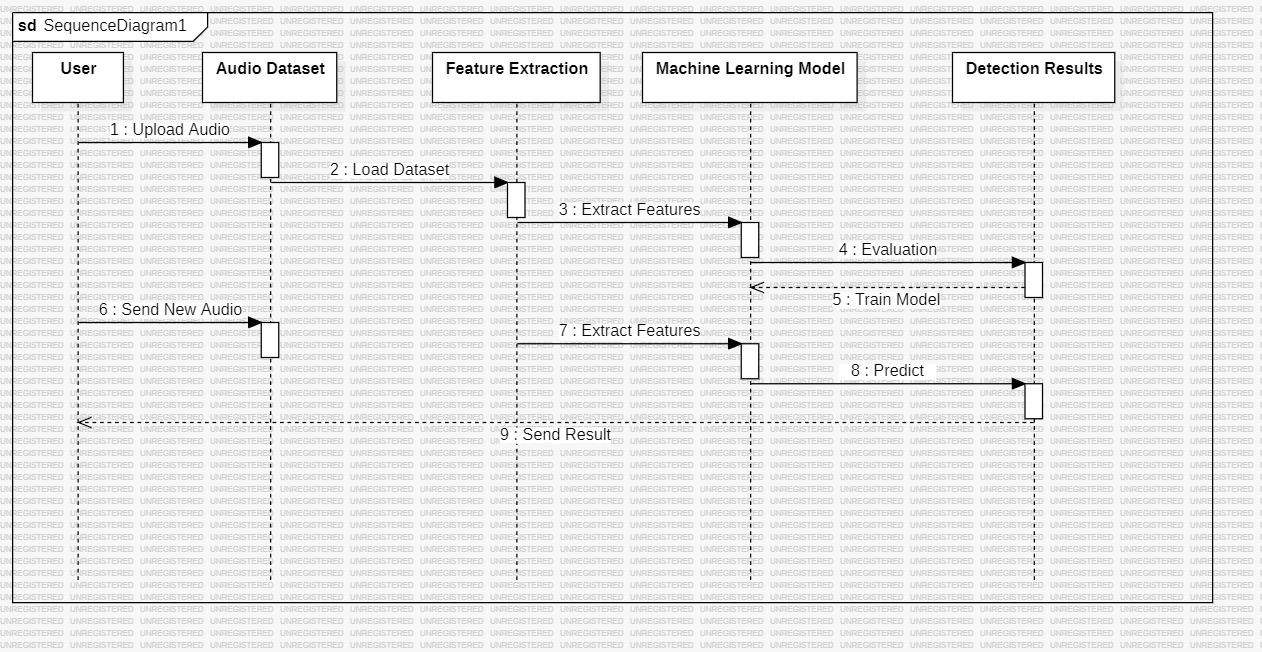 sd SequenceDiagram1
User
Audio Dataset
Feature Extraction
Machine Learning Model
Detection Results
1 : Upload Audio
2 : Load Dataset
3 : Extract Features
4 : Evaluation
5 : Train Model
6 : Send New Audio
7 : Extract Features
8 : Predict
9 : Send Result
UNREGISTERED